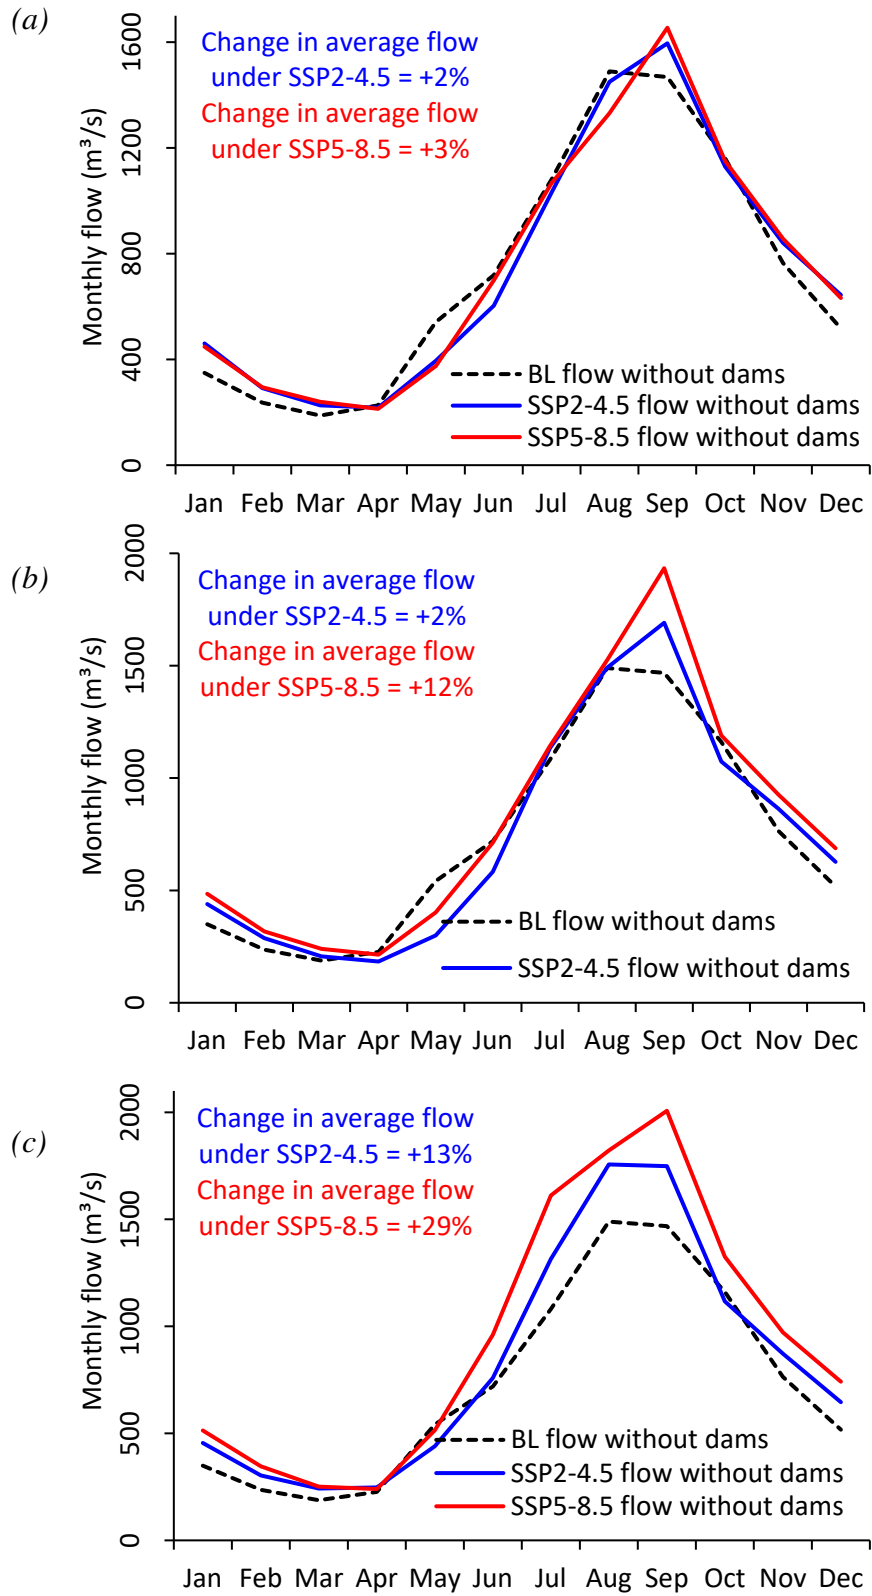 (a)
Change in average flow
under SSP2-4.5 = +2%
Change in average flow
under SSP5-8.5 = +3%
Monthly flow (m³/s)
1600
1200
800
400
0
BL flow without dams
SSP2-4.5 flow without dams
SSP5-8.5 flow without dams
Jan Feb Mar Apr May Jun Jul Aug Sep Oct Nov Dec
(b)
Change in average flow
under SSP2-4.5 = +2%
Change in average flow
under SSP5-8.5 = +12%
Monthly flow (m³/s)
2000
1500
1000
500
0
BL flow without dams
SSP2-4.5 flow without dams
Jan Feb Mar Apr May Jun Jul Aug Sep Oct Nov Dec
(c)
Change in average flow
under SSP2-4.5 = +13%
Change in average flow
under SSP5-8.5 = +29%
Monthly flow (m³/s)
2000
1500
1000
500
0
BL flow without dams
SSP2-4.5 flow without dams
SSP5-8.5 flow without dams
Jan Feb Mar Apr May Jun Jul Aug Sep Oct Nov Dec